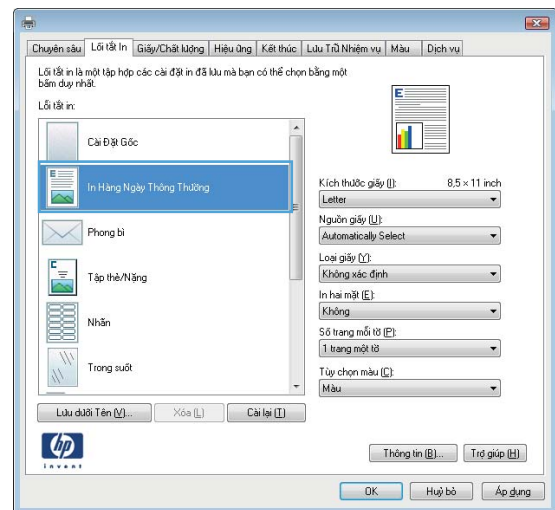 Chuyên sâu
Lối tắt In
Giấy/Chất lượng
Hiệu ứng
Kết thúc
Lưu Trữ Nhiệm vụ
Màu
Dịch vụ
Lối tắt in là một tập hợp các cài đặt in đã lưu mà bạn có thể chọn bằng một
bấm duy nhất.
Lối tắt in:
Cài Đặt Gốc
In Hàng Ngày Thông Thường
Phong bì
Tập thẻ/Nặng
Nhãn
Trong suốt
Lưu dưới Tên (V)...
Xóa (L)
Cài lại (T)
E
Kích thước giấy (I): 8,5 × 11 inch
Letter
Nguồn giấy (U):
Automatically Select
Loại giấy (Y):
Không xác định
In hai mặt (E):
Không
Số trang mỗi tờ (P):
1 trang một tờ
Tùy chọn màu (C):
Màu
hp
invent
Thông tin (B)...
Trợ giúp (H)
OK
Huỷ bỏ
Áp dụng